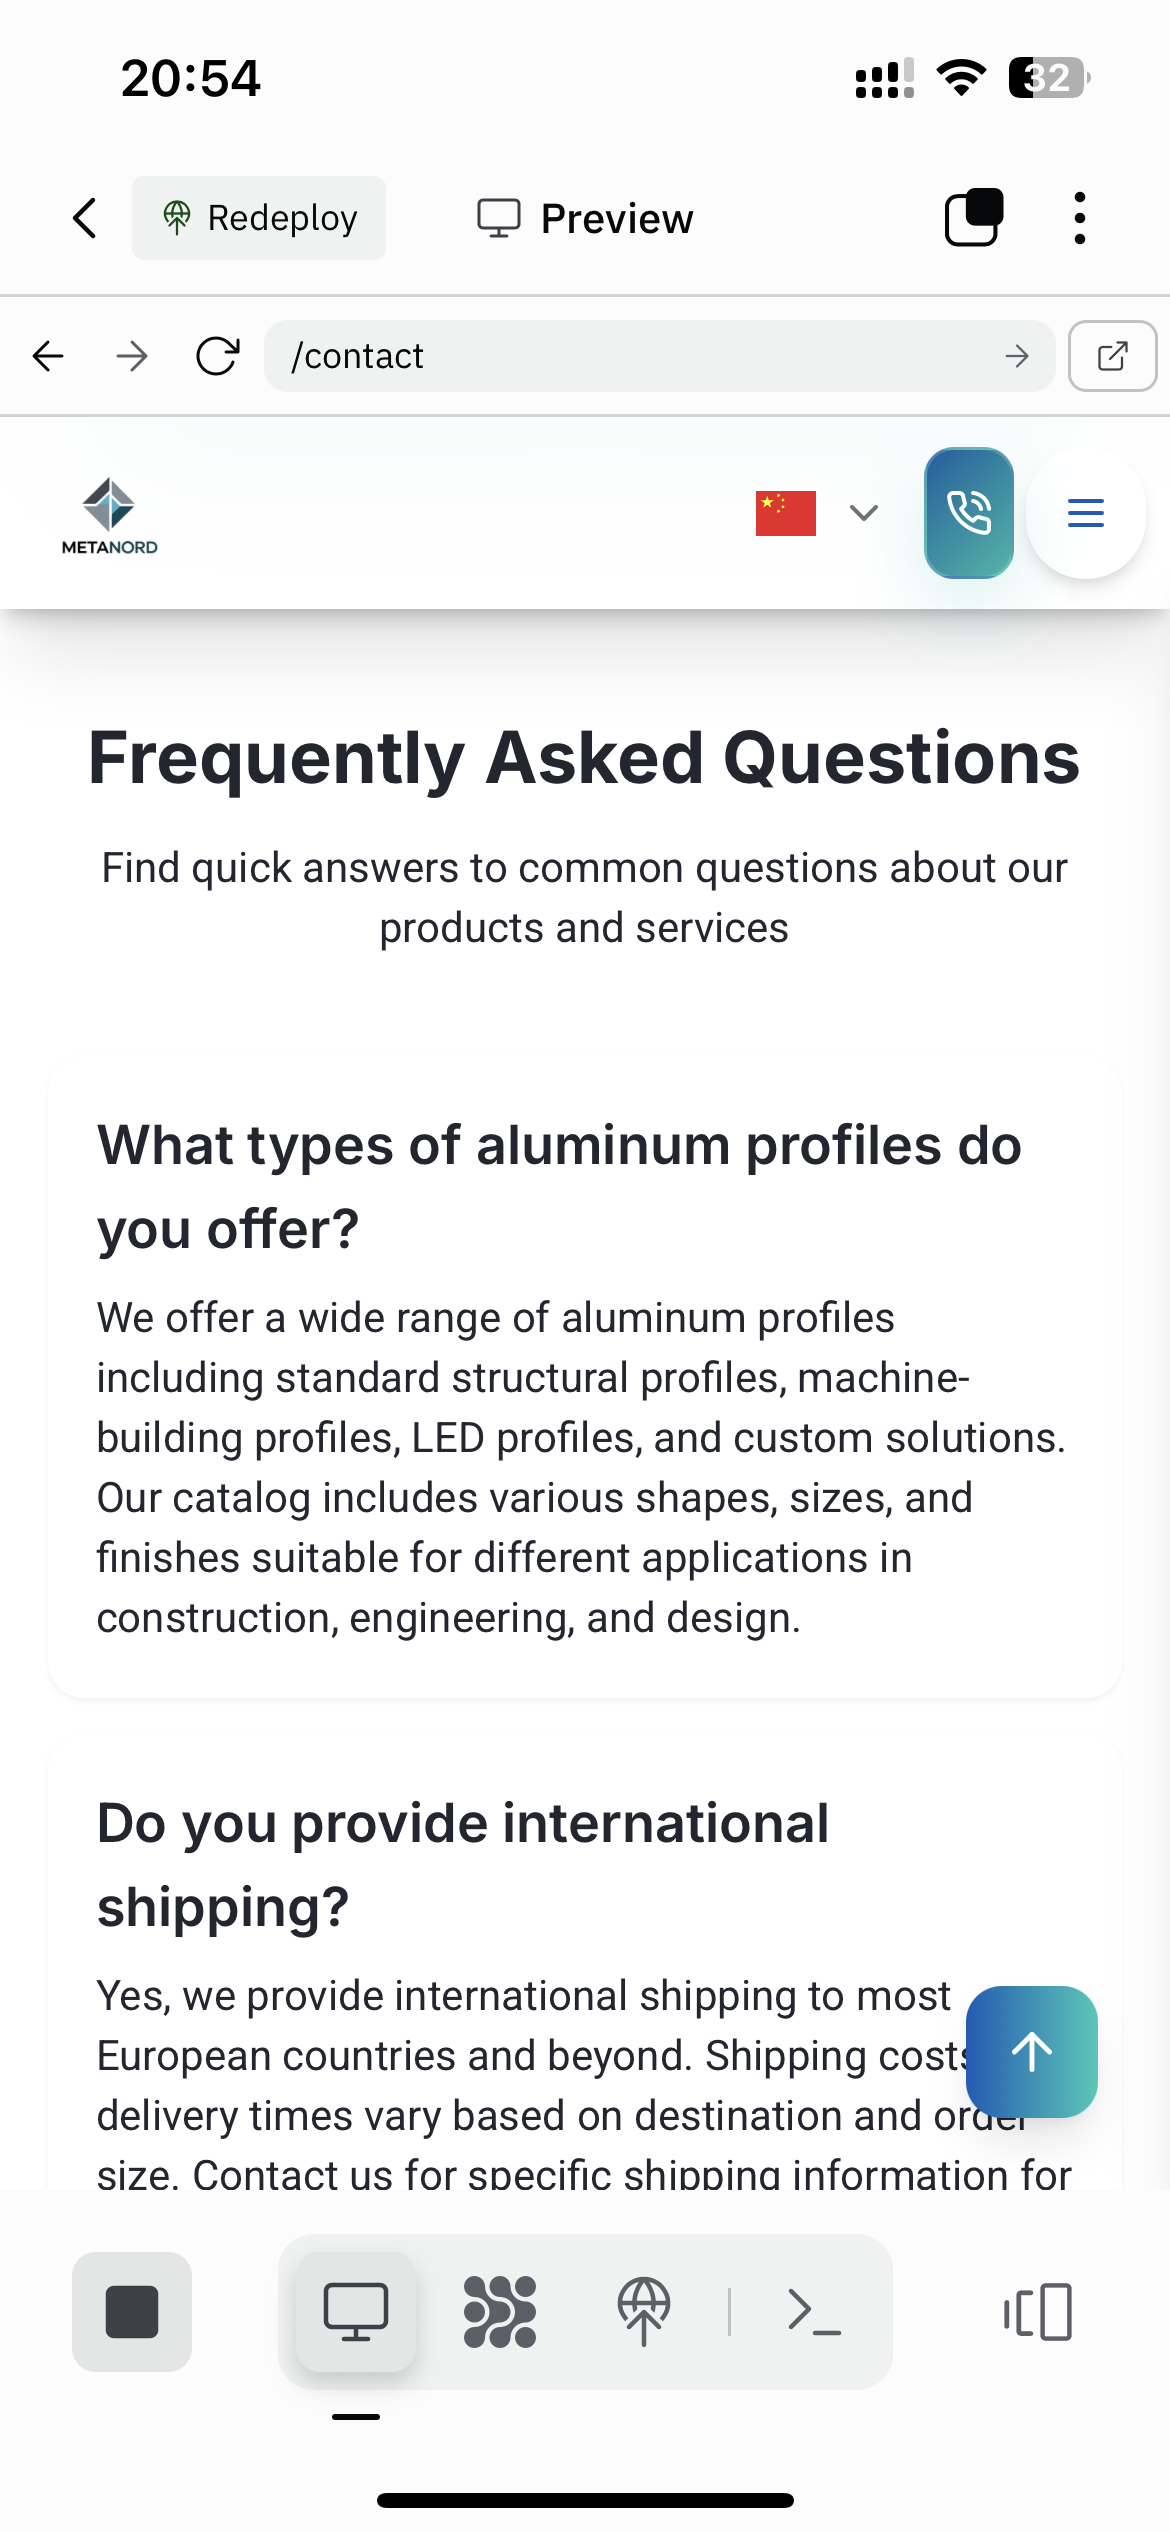 20:54
32
Redeploy
Preview
/contact
METANORD
Frequently Asked Questions
Find quick answers to common questions about our
products and services
What types of aluminum profiles do
you offer?
We offer a wide range of aluminum profiles
including standard structural profiles, machine-
building profiles, LED profiles, and custom solutions.
Our catalog includes various shapes, sizes, and
finishes suitable for different applications in
construction, engineering, and design.
Do you provide international
shipping?
Yes, we provide international shipping to most
European countries and beyond. Shipping costs
delivery times vary based on destination and order
size. Contact us for specific shipping information for